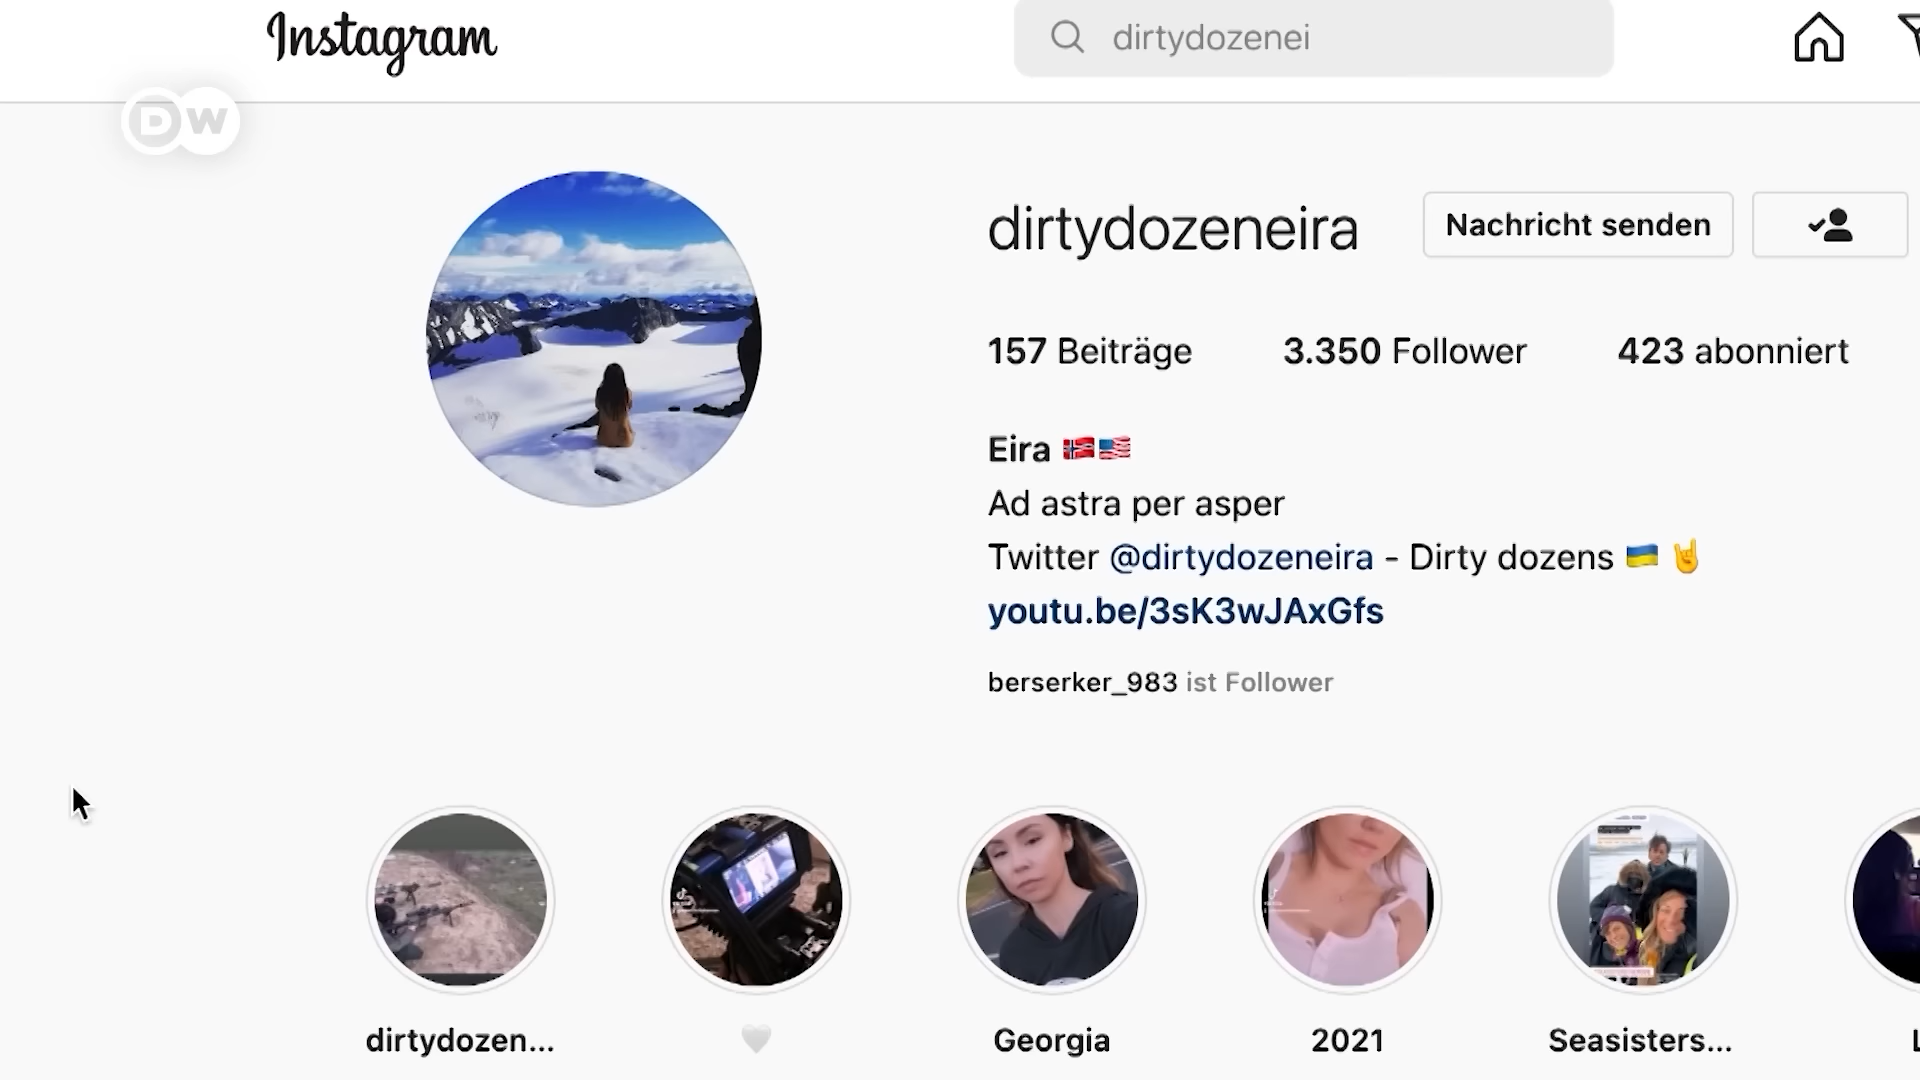 Instagram
dirtydozenei
DW
dirtydozeneira
Nachricht senden
157 Beiträge
3.350 Follower
423 abonniert
Eira 🇳🇴🇺🇸
Ad astra per asper
Twitter @dirtydozeneira - Dirty dozens 🇺🇦 🤘
youtu.be/3sK3wJAxGfs
berserker_983 ist Follower
dirtydozen...
🤍
Georgia
2021
Seasisters...